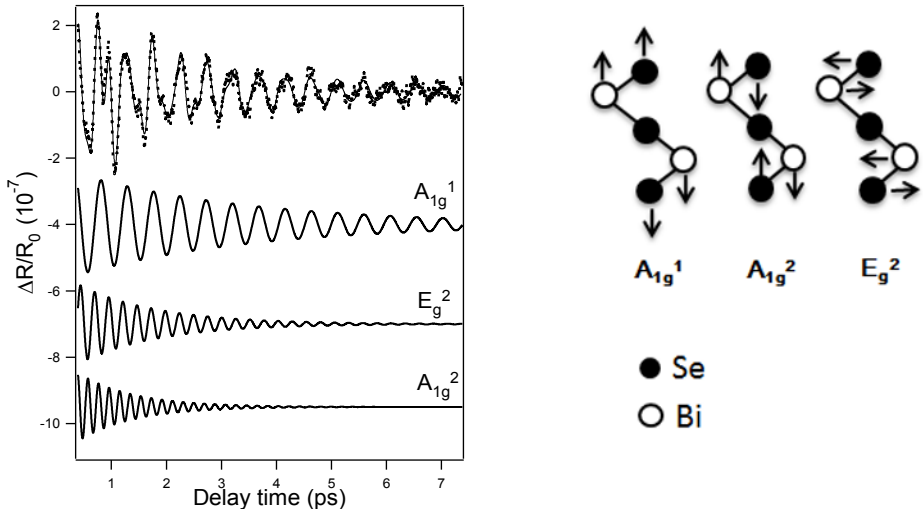 2
0
-2
-4
-6
-8
-10
ΔR/R₀ (10⁻⁷)
A₁g¹
Eg²
A₁g²
1 2 3 4 5 6 7
Delay time (ps)
A₁g¹ A₁g² Eg²
Se
Bi